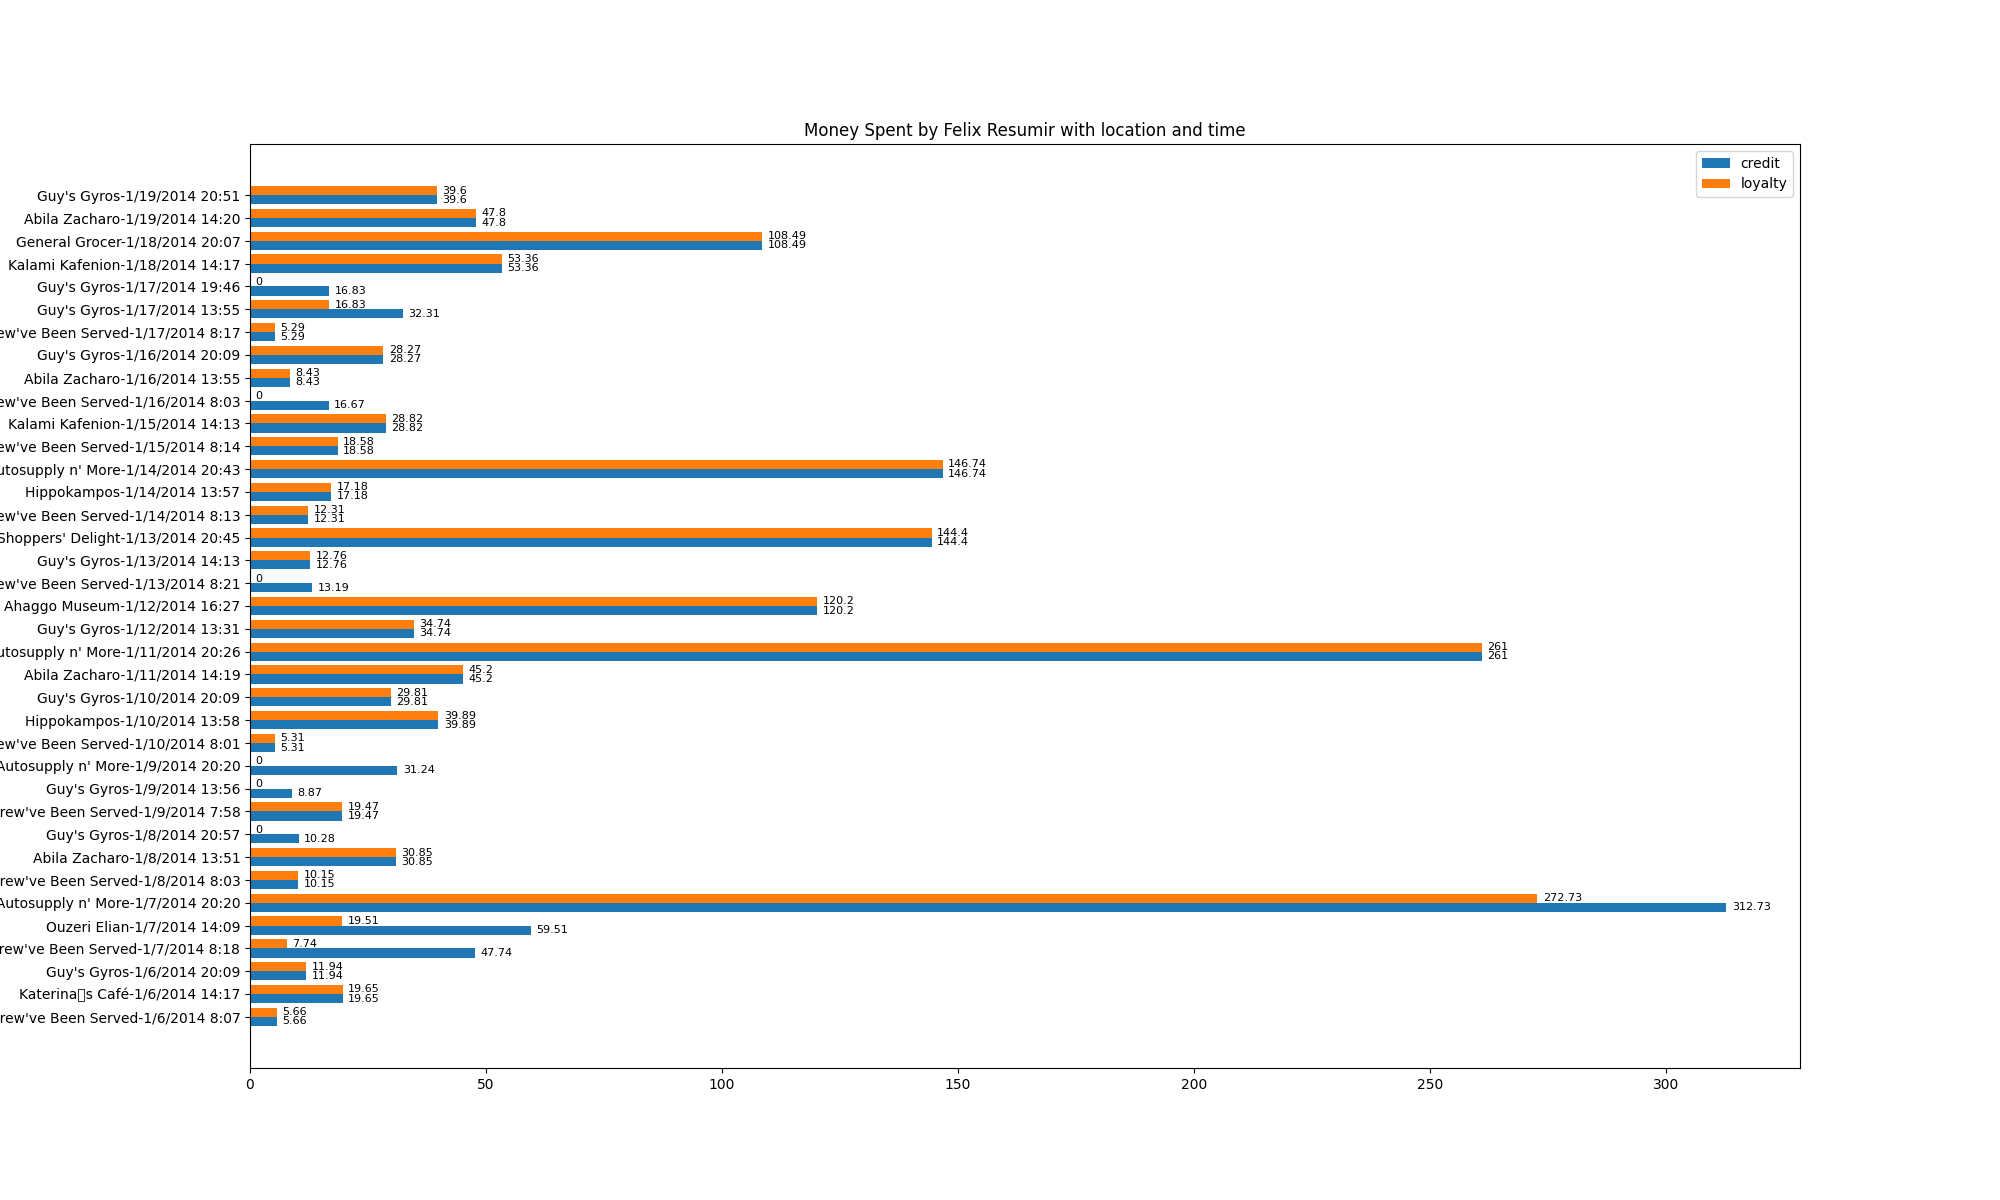 Money Spent by Felix Resumir with location and time
credit
loyalty
Guy's Gyros-1/19/2014 20:51
39.6
39.6
Abila Zacharo-1/19/2014 14:20
47.8
47.8
General Grocer-1/18/2014 20:07
108.49
108.49
Kalami Kafenion-1/18/2014 14:17
53.36
53.36
Guy's Gyros-1/17/2014 19:46
0
16.83
Guy's Gyros-1/17/2014 13:55
16.83
32.31
ew've Been Served-1/17/2014 8:17
5.29
5.29
Guy's Gyros-1/16/2014 20:09
28.27
28.27
Abila Zacharo-1/16/2014 13:55
8.43
8.43
ew've Been Served-1/16/2014 8:03
0
16.67
Kalami Kafenion-1/15/2014 14:13
28.82
28.82
ew've Been Served-1/15/2014 8:14
18.58
18.58
utosupply n' More-1/14/2014 20:43
146.74
146.74
Hippokampos-1/14/2014 13:57
17.18
17.18
ew've Been Served-1/14/2014 8:13
12.31
12.31
Shoppers' Delight-1/13/2014 20:45
144.4
144.4
Guy's Gyros-1/13/2014 14:13
12.76
12.76
ew've Been Served-1/13/2014 8:21
0
13.19
Ahaggo Museum-1/12/2014 16:27
120.2
120.2
Guy's Gyros-1/12/2014 13:31
34.74
34.74
utosupply n' More-1/11/2014 20:26
261
261
Abila Zacharo-1/11/2014 14:19
45.2
45.2
Guy's Gyros-1/10/2014 20:09
29.81
29.81
Hippokampos-1/10/2014 13:58
39.89
39.89
ew've Been Served-1/10/2014 8:01
5.31
5.31
Autosupply n' More-1/9/2014 20:20
0
31.24
Guy's Gyros-1/9/2014 13:56
0
8.87
rew've Been Served-1/9/2014 7:58
19.47
19.47
Guy's Gyros-1/8/2014 20:57
0
10.28
Abila Zacharo-1/8/2014 13:51
30.85
30.85
rew've Been Served-1/8/2014 8:03
10.15
10.15
Autosupply n' More-1/7/2014 20:20
272.73
312.73
Ouzeri Elian-1/7/2014 14:09
19.51
59.51
rew've Been Served-1/7/2014 8:18
7.74
47.74
Guy's Gyros-1/6/2014 20:09
11.94
11.94
Katerina▯s Café-1/6/2014 14:17
19.65
19.65
rew've Been Served-1/6/2014 8:07
5.66
5.66
0 50 100 150 200 250 300